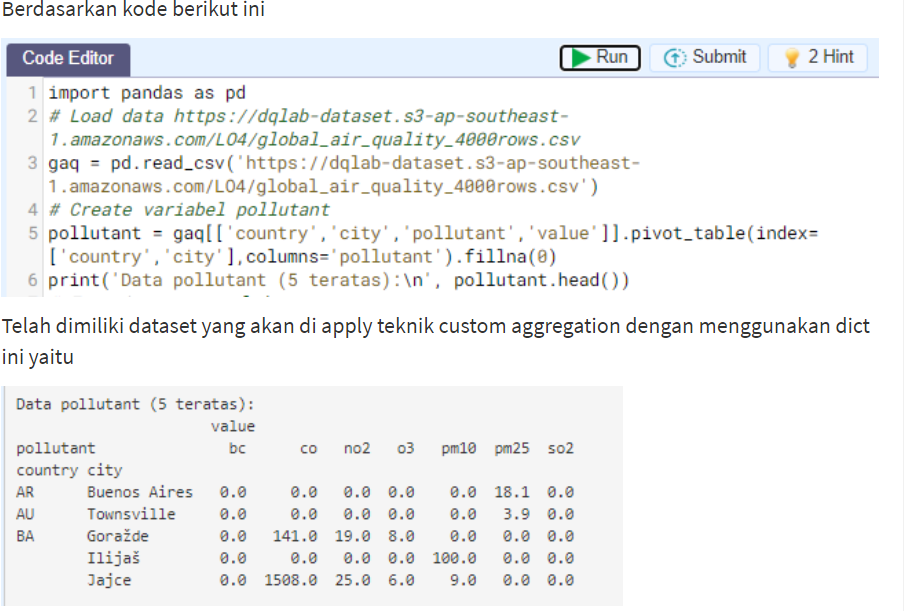 Berdasarkan kode berikut ini
Code Editor
Run
Submit
2 Hint
1 import pandas as pd
2 # Load data https://dqlab-dataset.s3-ap-southeast-
1.amazonaws.com/LO4/global_air_quality_4000rows.csv
3 gaq = pd.read_csv('https://dqlab-dataset.s3-ap-southeast-
1.amazonaws.com/LO4/global_air_quality_4000rows.csv')
4 # Create variabel pollutant
5 pollutant = gaq[['country','city','pollutant','value']].pivot_table(index=
['country','city'],columns='pollutant').fillna(0)
6 print('Data pollutant (5 teratas):\n', pollutant.head())
Telah dimiliki dataset yang akan di apply teknik custom aggregation dengan menggunakan dict
ini yaitu
Data pollutant (5 teratas):
value
pollutant bc co no2 o3 pm10 pm25 so2
country city
AR Buenos Aires 0.0 0.0 0.0 0.0 0.0 18.1 0.0
AU Townsville 0.0 0.0 0.0 0.0 0.0 3.9 0.0
BA Goražde 0.0 141.0 19.0 8.0 0.0 0.0 0.0
Ilijaš 0.0 0.0 0.0 0.0 100.0 0.0 0.0
Jajce 0.0 1508.0 25.0 6.0 9.0 0.0 0.0